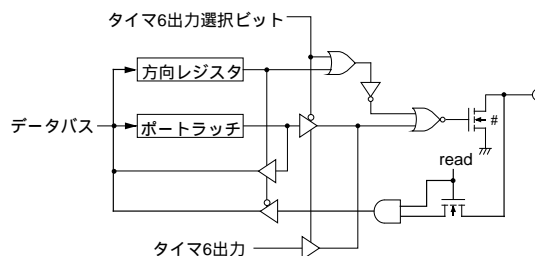 タイマ6出力選択ビット
方向レジスタ
データバス
ポートラッチ
#
read
タイマ6出力